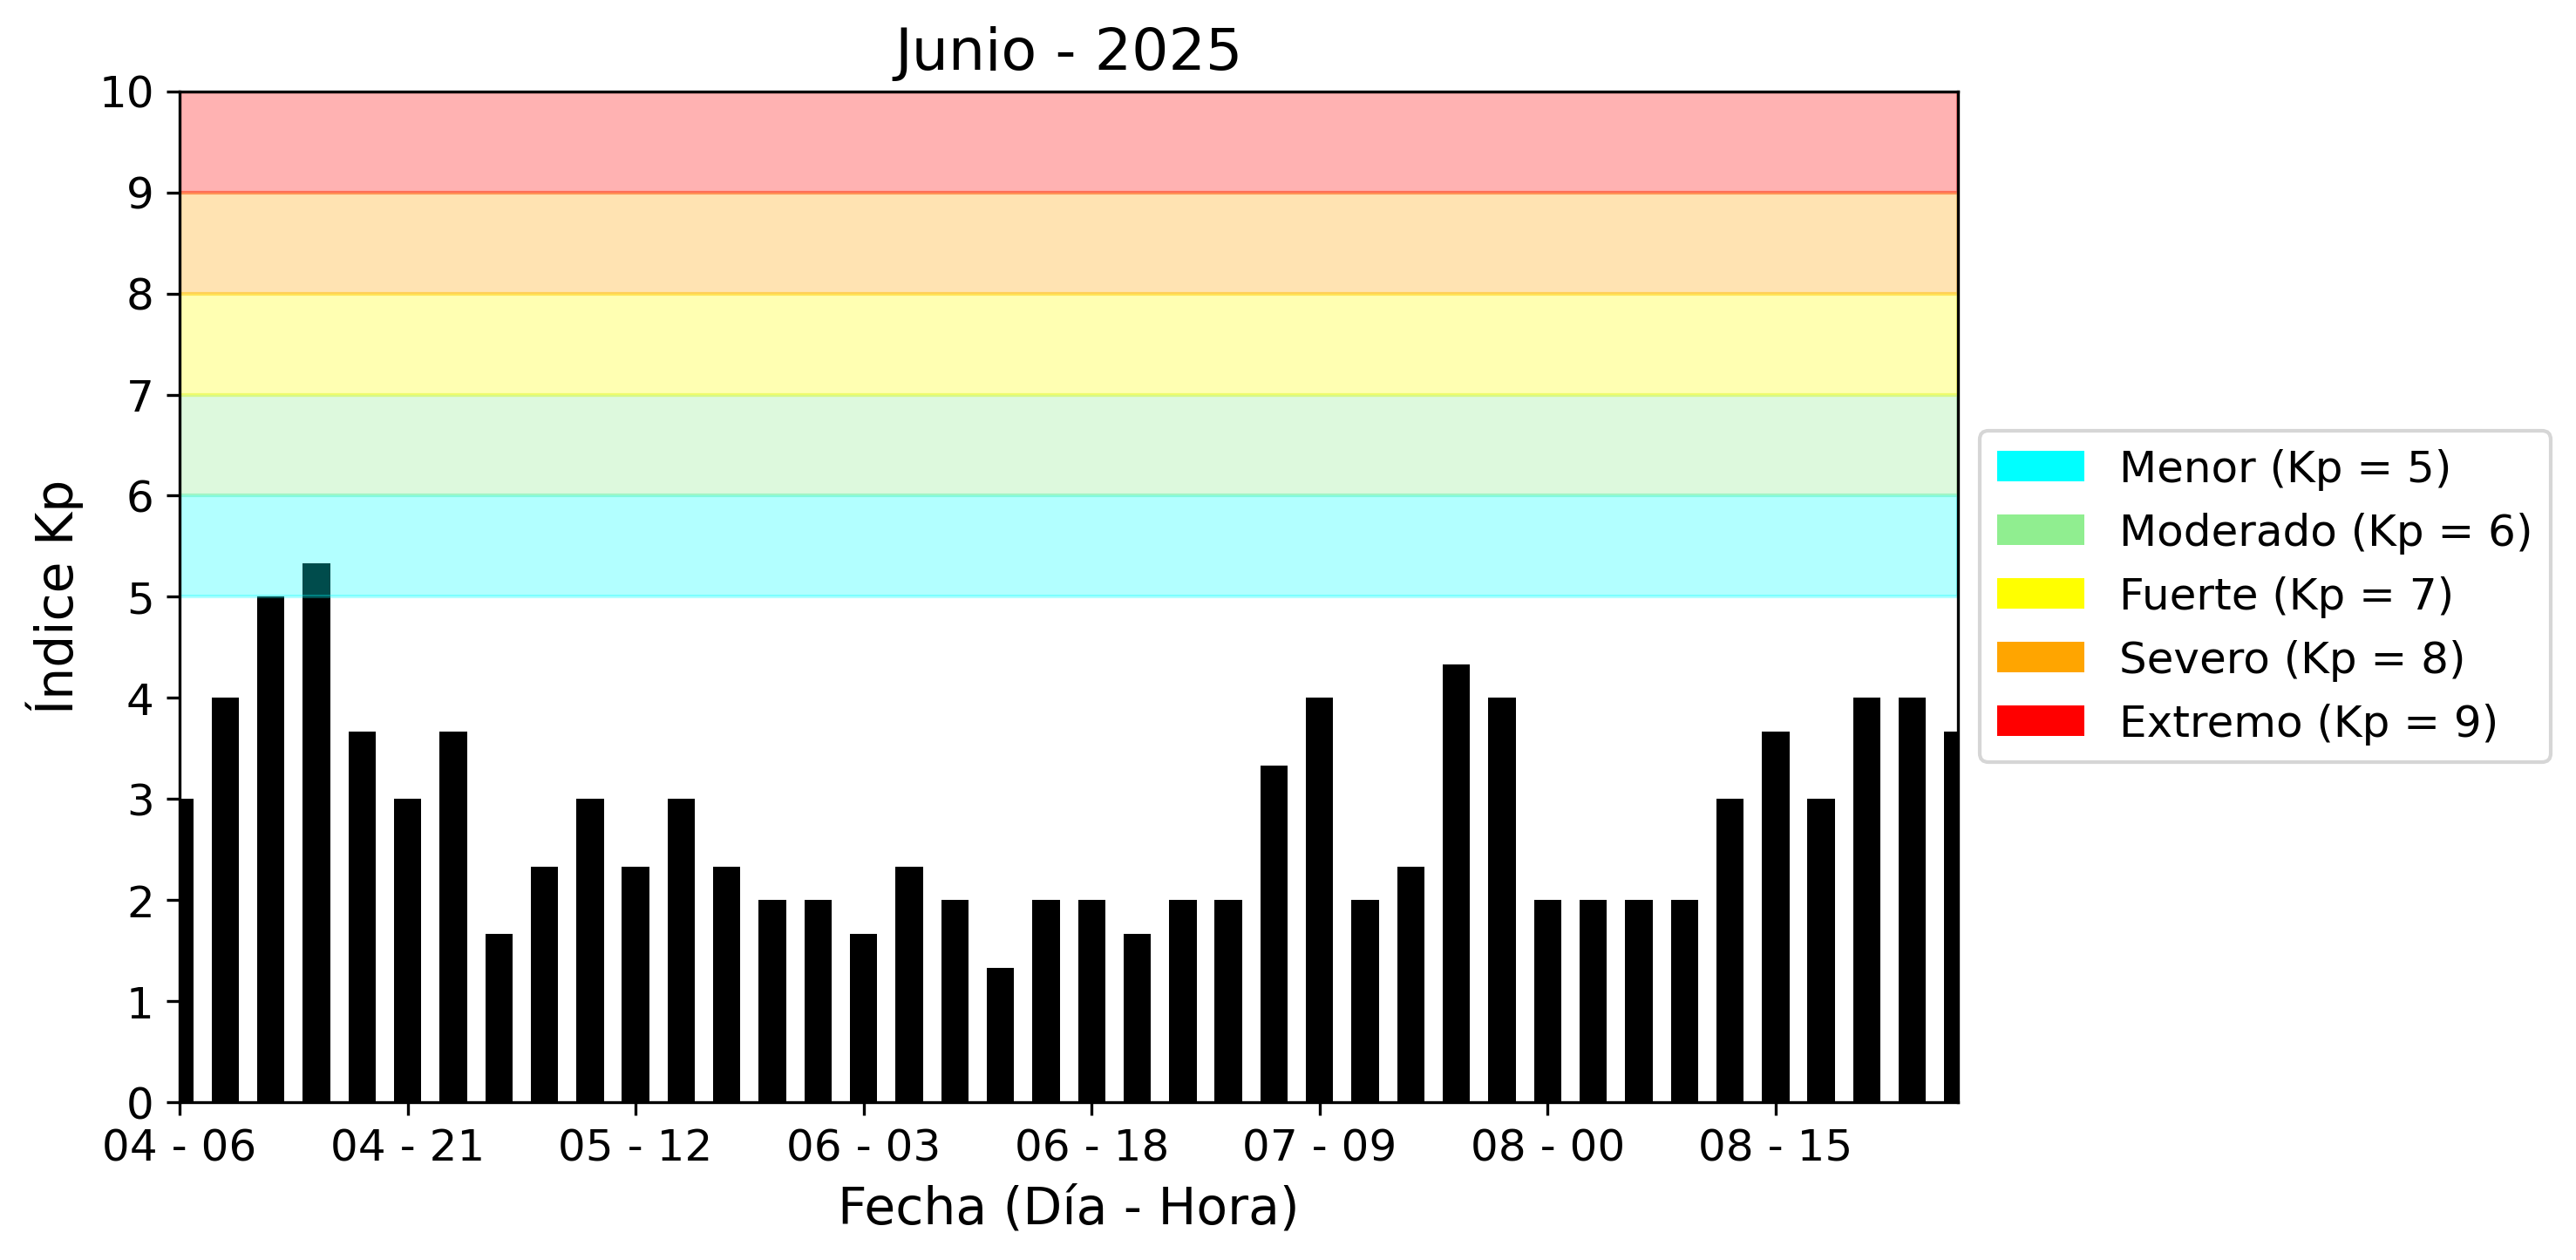 Junio - 2025
10
9
8
7
6
5
4
3
2
1
0
Índice Kp
04 - 06
04 - 21
05 - 12
06 - 03
06 - 18
07 - 09
08 - 00
08 - 15
Fecha (Día - Hora)
Menor (Kp = 5)
Moderado (Kp = 6)
Fuerte (Kp = 7)
Severo (Kp = 8)
Extremo (Kp = 9)